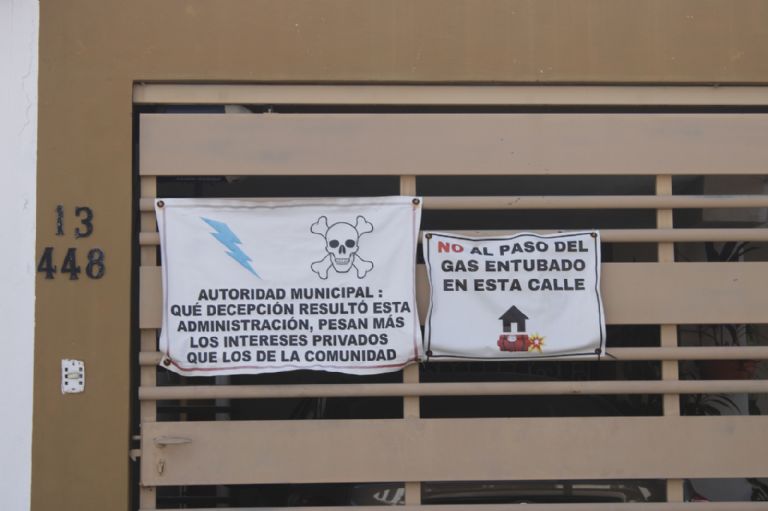 13
448
AUTORIDAD MUNICIPAL :
QUÉ DECEPCIÓN RESULTÓ ESTA
ADMINISTRACIÓN, PESAN MÁS
LOS INTERESES PRIVADOS
QUE LOS DE LA COMUNIDAD
NO AL PASO DEL
GAS ENTUBADO
EN ESTA CALLE